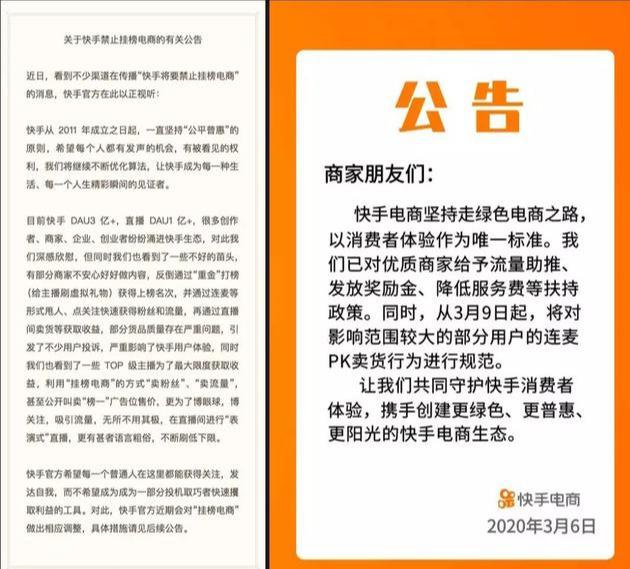 关于快手禁止挂榜电商的有关公告
近日，看到不少渠道在传播“快手将要禁止挂榜电商”
的消息，快手官方在此以正视听：
快手从 2011 年成立之日起，一直坚持“公平普惠”的
原则，希望每个人都有发声的机会，有被看见的权
利，我们将继续不断优化算法，让快手成为每一种生
活、每一个人生精彩瞬间的见证者。
目前快手 DAU3 亿+，直播 DAU1 亿+，很多创作
者、商家、企业、创业者纷纷涌进快手生态，对此我
们深感欣慰，但同时我们也看到了一些不好的苗头，
有部分商家不安心好好做内容，反倒通过“重金”打榜
（给主播刷虚拟礼物）获得上榜名次，并通过连麦等
形式甩人、点关注快速获得粉丝和流量，再通过直播
间卖货等获取收益，部分货品质量存在严重问题，引
发了不少用户投诉，严重影响了快手用户体验，同时
我们也看到了一些 TOP 级主播为了最大限度获取收
益，利用“挂榜电商”的方式“卖粉丝”、“卖流量”，
甚至公开叫卖“榜一”广告位售价，更为了博眼球，博
关注，吸引流量，无所不用其极，在直播间进行“表
演式”直播，更有甚者语言粗俗，不断刷低下限。
快手官方希望每一个普通人在这里都能获得关注，发
达自我，而不希望成为成为一部分投机取巧者快速攫
取利益的工具。对此，快手官方近期会对“挂榜电商”
做出相应调整，具体措施请见后续公告。
公告
商家朋友们：
快手电商坚持走绿色电商之路，
以消费者体验作为唯一标准。我
们已对优质商家给予流量助推、
发放奖励金、降低服务费等扶持
政策。同时，从3月9日起，将对
影响范围较大的部分用户的连麦
PK卖货行为进行规范。
让我们共同守护快手消费者
体验，携手创建更绿色、更普惠、
更阳光的快手电商生态。
快手电商
2020年3月6日